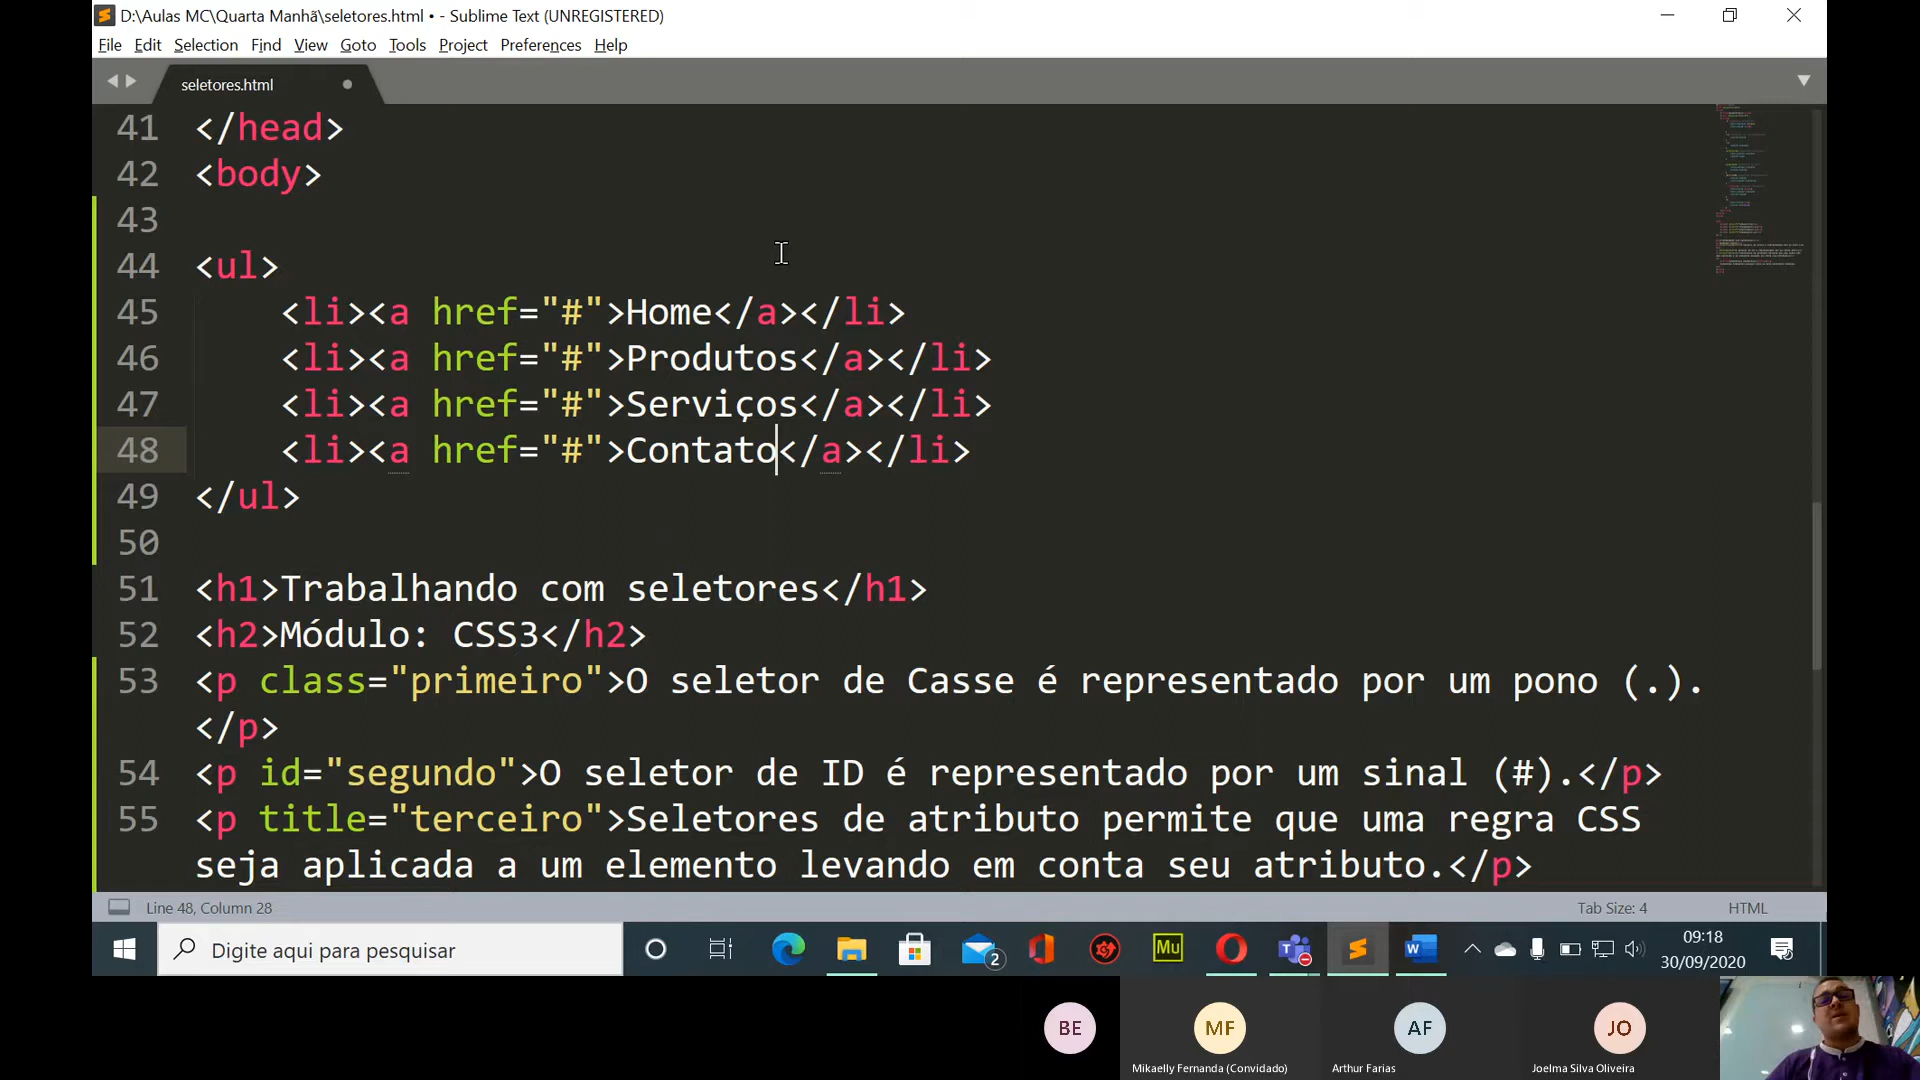 D:\Aulas MC\Quarta Manhã\seletores.html • - Sublime Text (UNREGISTERED)
File Edit Selection Find View Goto Tools Project Preferences Help
seletores.html
41 </head>
42 <body>
43
44 <ul>
45 <li><a href="#">Home</a></li>
46 <li><a href="#">Produtos</a></li>
47 <li><a href="#">Serviços</a></li>
48 <li><a href="#">Contato</a></li>
49 </ul>
50
51 <h1>Trabalhando com seletores</h1>
52 <h2>Módulo: CSS3</h2>
53 <p class="primeiro">O seletor de Casse é representado por um pono (.).
</p>
54 <p id="segundo">O seletor de ID é representado por um sinal (#).</p>
55 <p title="terceiro">Seletores de atributo permite que uma regra CSS
seja aplicada a um elemento levando em conta seu atributo.</p>
Line 48, Column 28 Tab Size: 4 HTML
Digite aqui para pesquisar 2 Mu W 09:18
30/09/2020
BE MF AF JO
Mikaelly Fernanda (Convidado) Arthur Farias Joelma Silva Oliveira